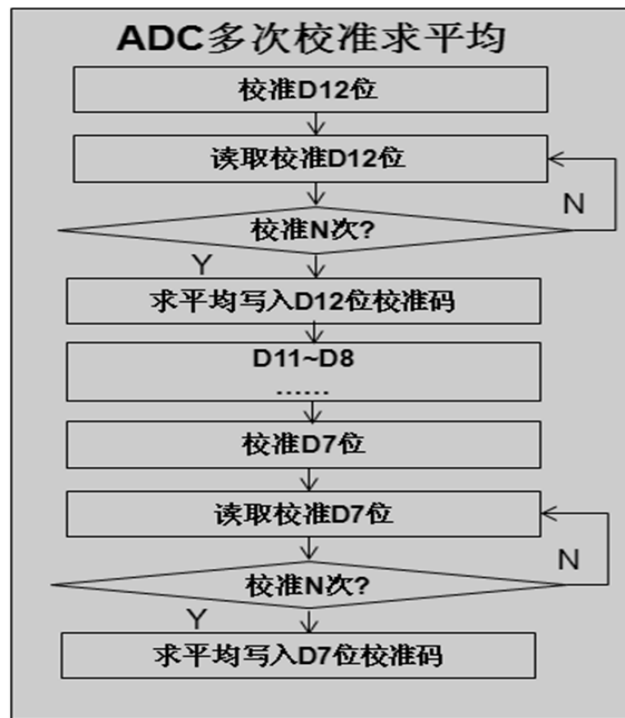 ADC多次校准求平均
校准D12位
读取校准D12位
N
校准N次?
Y
求平均写入D12位校准码
D11~D8
......
校准D7位
读取校准D7位
N
校准N次?
Y
求平均写入D7位校准码